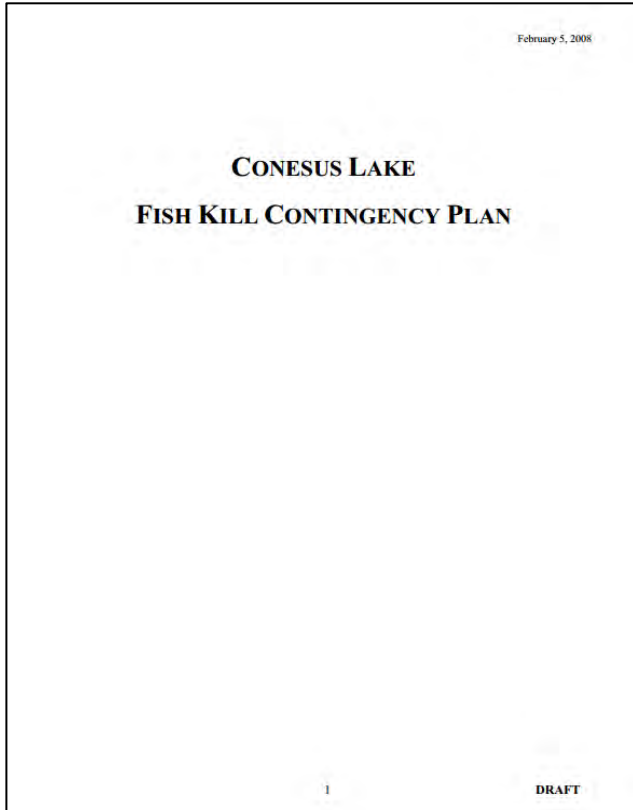 February 5, 2008
CONESUS LAKE
FISH KILL CONTINGENCY PLAN
1 DRAFT